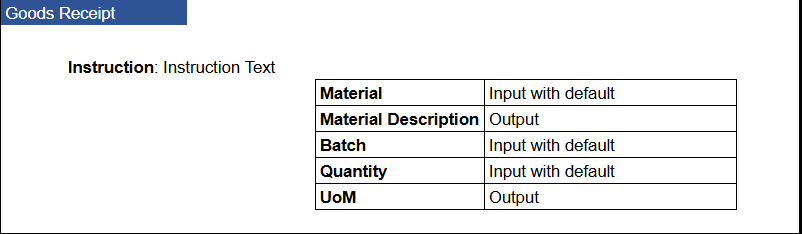 Goods Receipt
Instruction: Instruction Text
Material Input with default
Material Description Output
Batch Input with default
Quantity Input with default
UoM Output